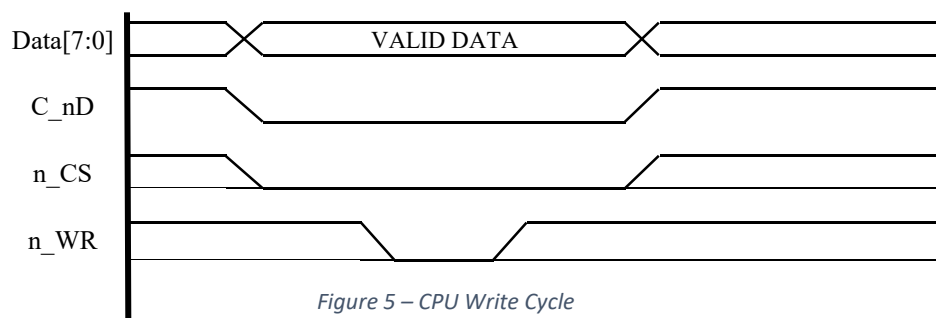 Data[7:0] VALID DATA
C_nD
n_CS
n_WR
Figure 5 – CPU Write Cycle